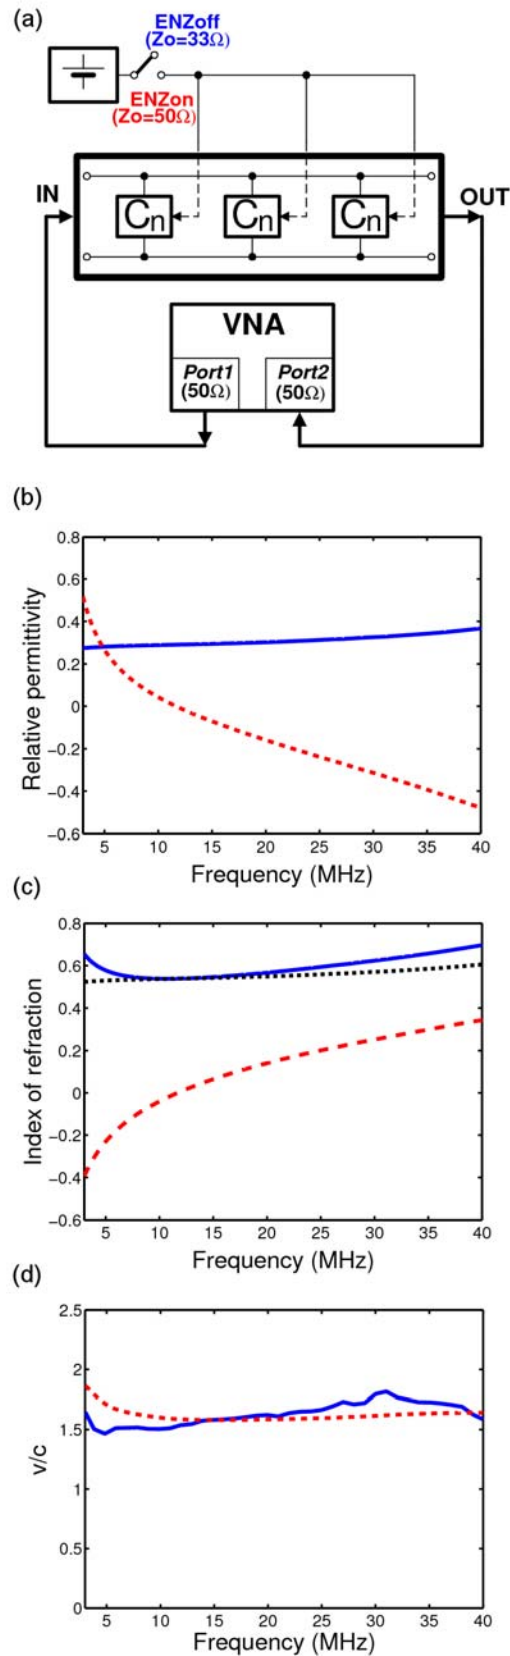 (a)
ENZoff
(Zo=33Ω)
ENZon
(Zo=50Ω)
IN
OUT
Cn
Cn
Cn
VNA
Port1
(50Ω)
Port2
(50Ω)
(b)
0.8
0.6
0.4
0.2
0
−0.2
−0.4
−0.6
Relative permittivity
5 10 15 20 25 30 35 40
Frequency (MHz)
(c)
0.8
0.6
0.4
0.2
0
−0.2
−0.4
−0.6
Index of refraction
5 10 15 20 25 30 35 40
Frequency (MHz)
(d)
2.5
2
1.5
1
0.5
0
v/c
5 10 15 20 25 30 35 40
Frequency (MHz)